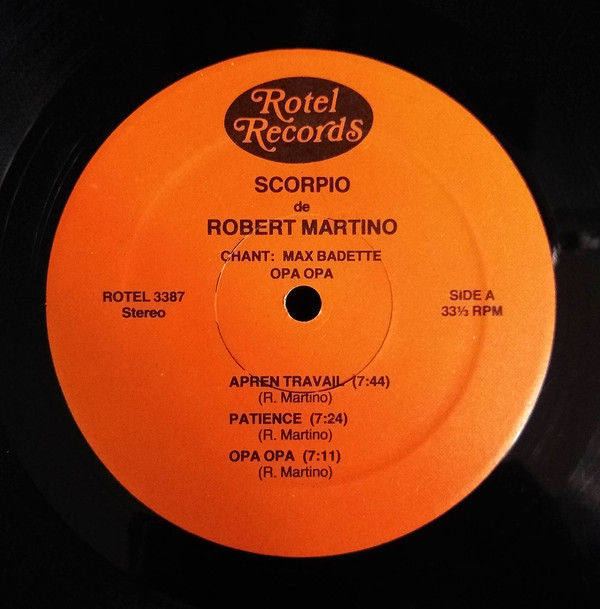 Rotel
Records
SCORPIO
de
ROBERT MARTINO
CHANT: MAX BADETTE
OPA OPA
ROTEL 3387
Stereo
SIDE A
33⅓ RPM
APREN TRAVAIL (7:44)
(R. Martino)
PATIENCE (7:24)
(R. Martino)
OPA OPA (7:11)
(R. Martino)